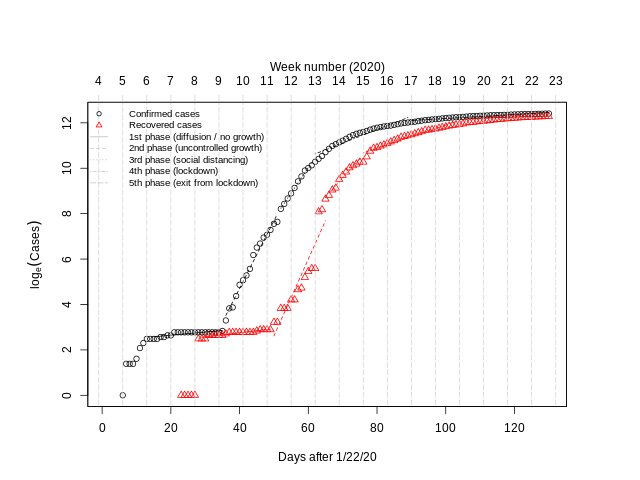 Week number (2020)
4 5 6 7 8 9 10 11 12 13 14 15 16 17 18 19 20 21 22 23
Confirmed cases
Recovered cases
1st phase (diffusion / no growth)
2nd phase (uncontrolled growth)
3rd phase (social distancing)
4th phase (lockdown)
5th phase (exit from lockdown)
12
10
8
6
4
2
0
logₑ(Cases)
0 20 40 60 80 100 120
Days after 1/22/20